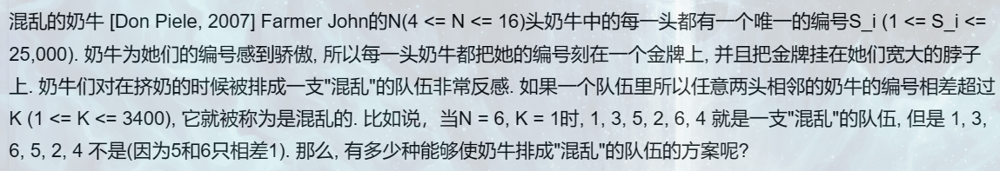 混乱的奶牛 [Don Piele, 2007] Farmer John的N(4 <= N <= 16)头奶牛中的每一头都有一个唯一的编号S_i (1 <= S_i <=
25,000). 奶牛为她们的编号感到骄傲, 所以每一头奶牛都把她的编号刻在一个金牌上, 并且把金牌挂在她们宽大的脖子
上. 奶牛们对在挤奶的时候被排成一支"混乱"的队伍非常反感. 如果一个队伍里所以任意两头相邻的奶牛的编号相差超过
K (1 <= K <= 3400), 它就被称为是混乱的. 比如说，当N = 6, K = 1时, 1, 3, 5, 2, 6, 4 就是一支"混乱"的队伍, 但是 1, 3,
6, 5, 2, 4 不是(因为5和6只相差1). 那么, 有多少种能够使奶牛排成"混乱"的队伍的方案呢?